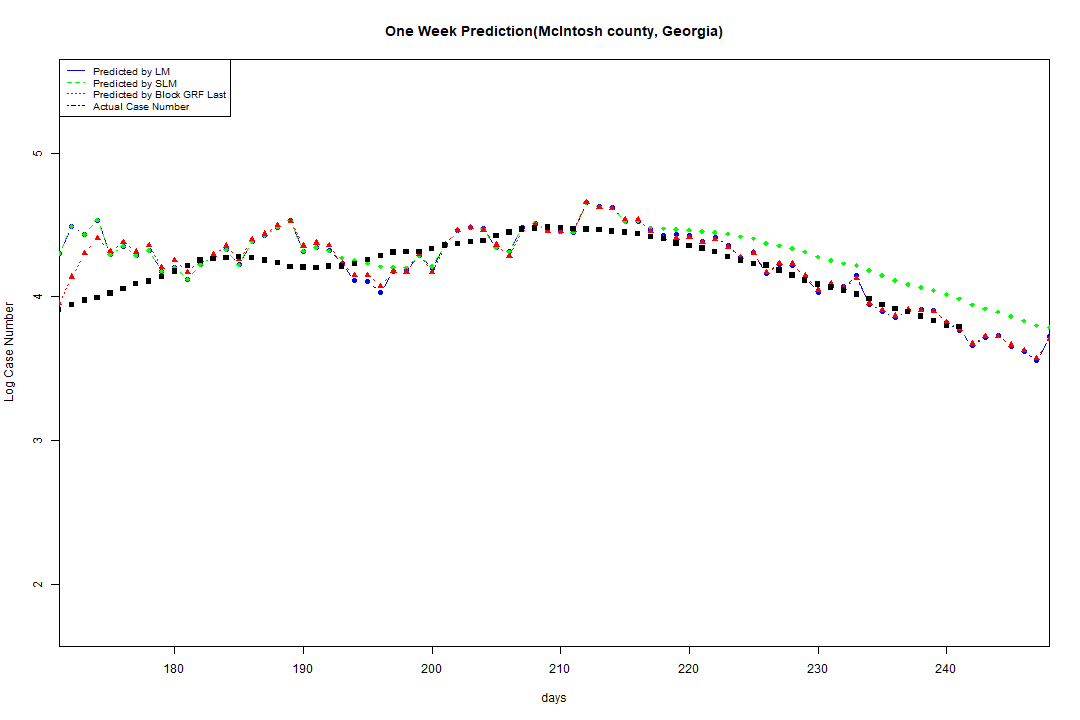 One Week Prediction(McIntosh county, Georgia)
Predicted by LM
Predicted by SLM
Predicted by Block GRF Last
Actual Case Number
5
4
3
2
Log Case Number
180 190 200 210 220 230 240
days